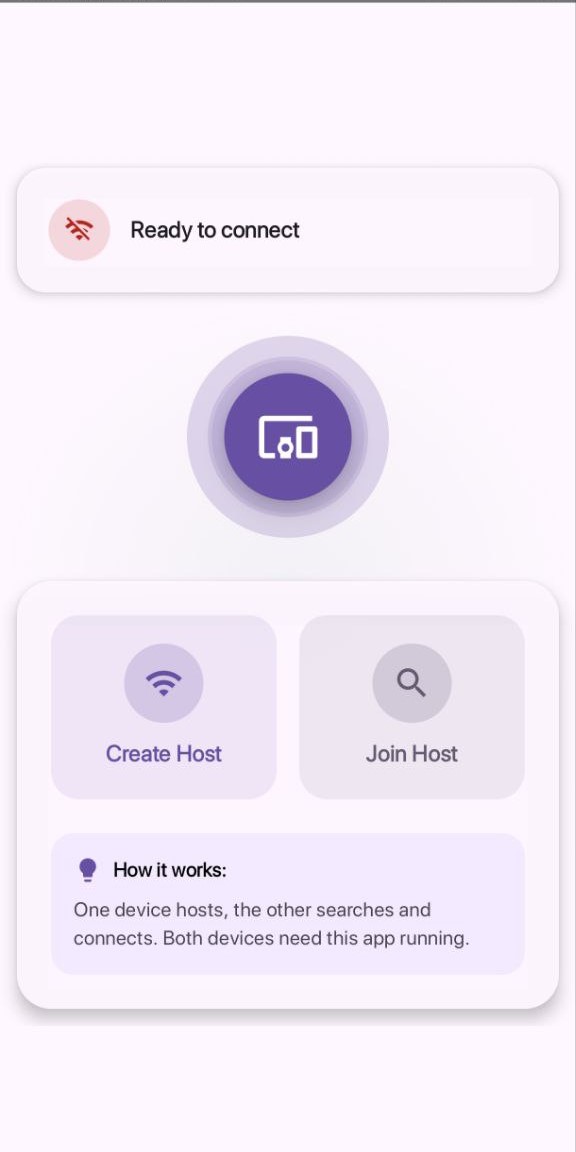 Ready to connect
Create Host
Join Host
How it works:
One device hosts, the other searches and
connects. Both devices need this app running.